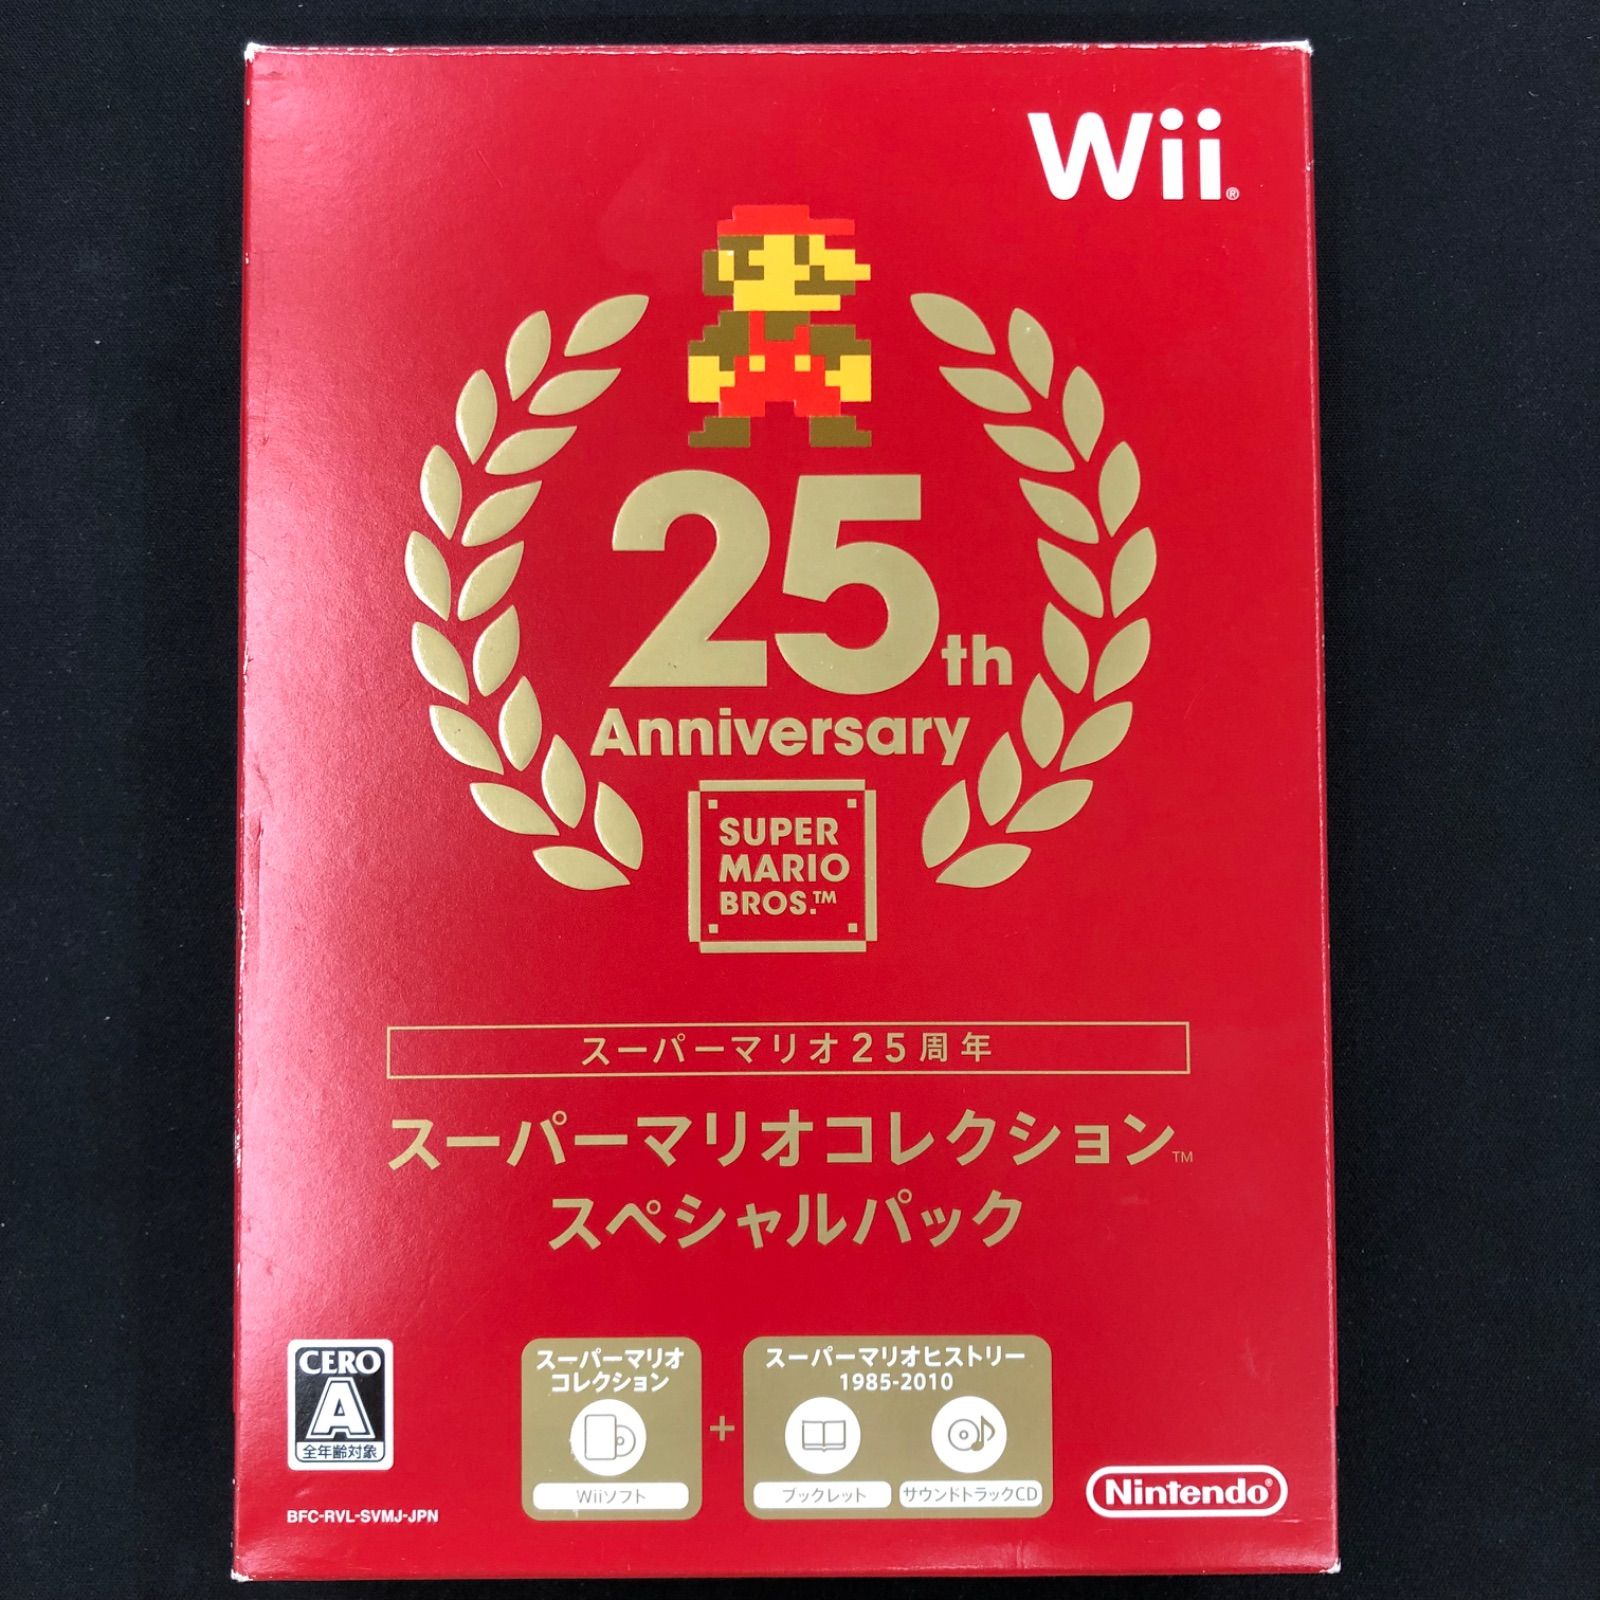 Wii®
25th
Anniversary
SUPER
MARIO
BROS.™
スーパーマリオ25周年
スーパーマリオコレクション™
スペシャルパック
CERO
A
全年齢対象
BFC-RVL-SVMJ-JPN
スーパーマリオ
コレクション
Wiiソフト
+
スーパーマリオヒストリー
1985-2010
ブックレット
サウンドトラックCD
Nintendo®